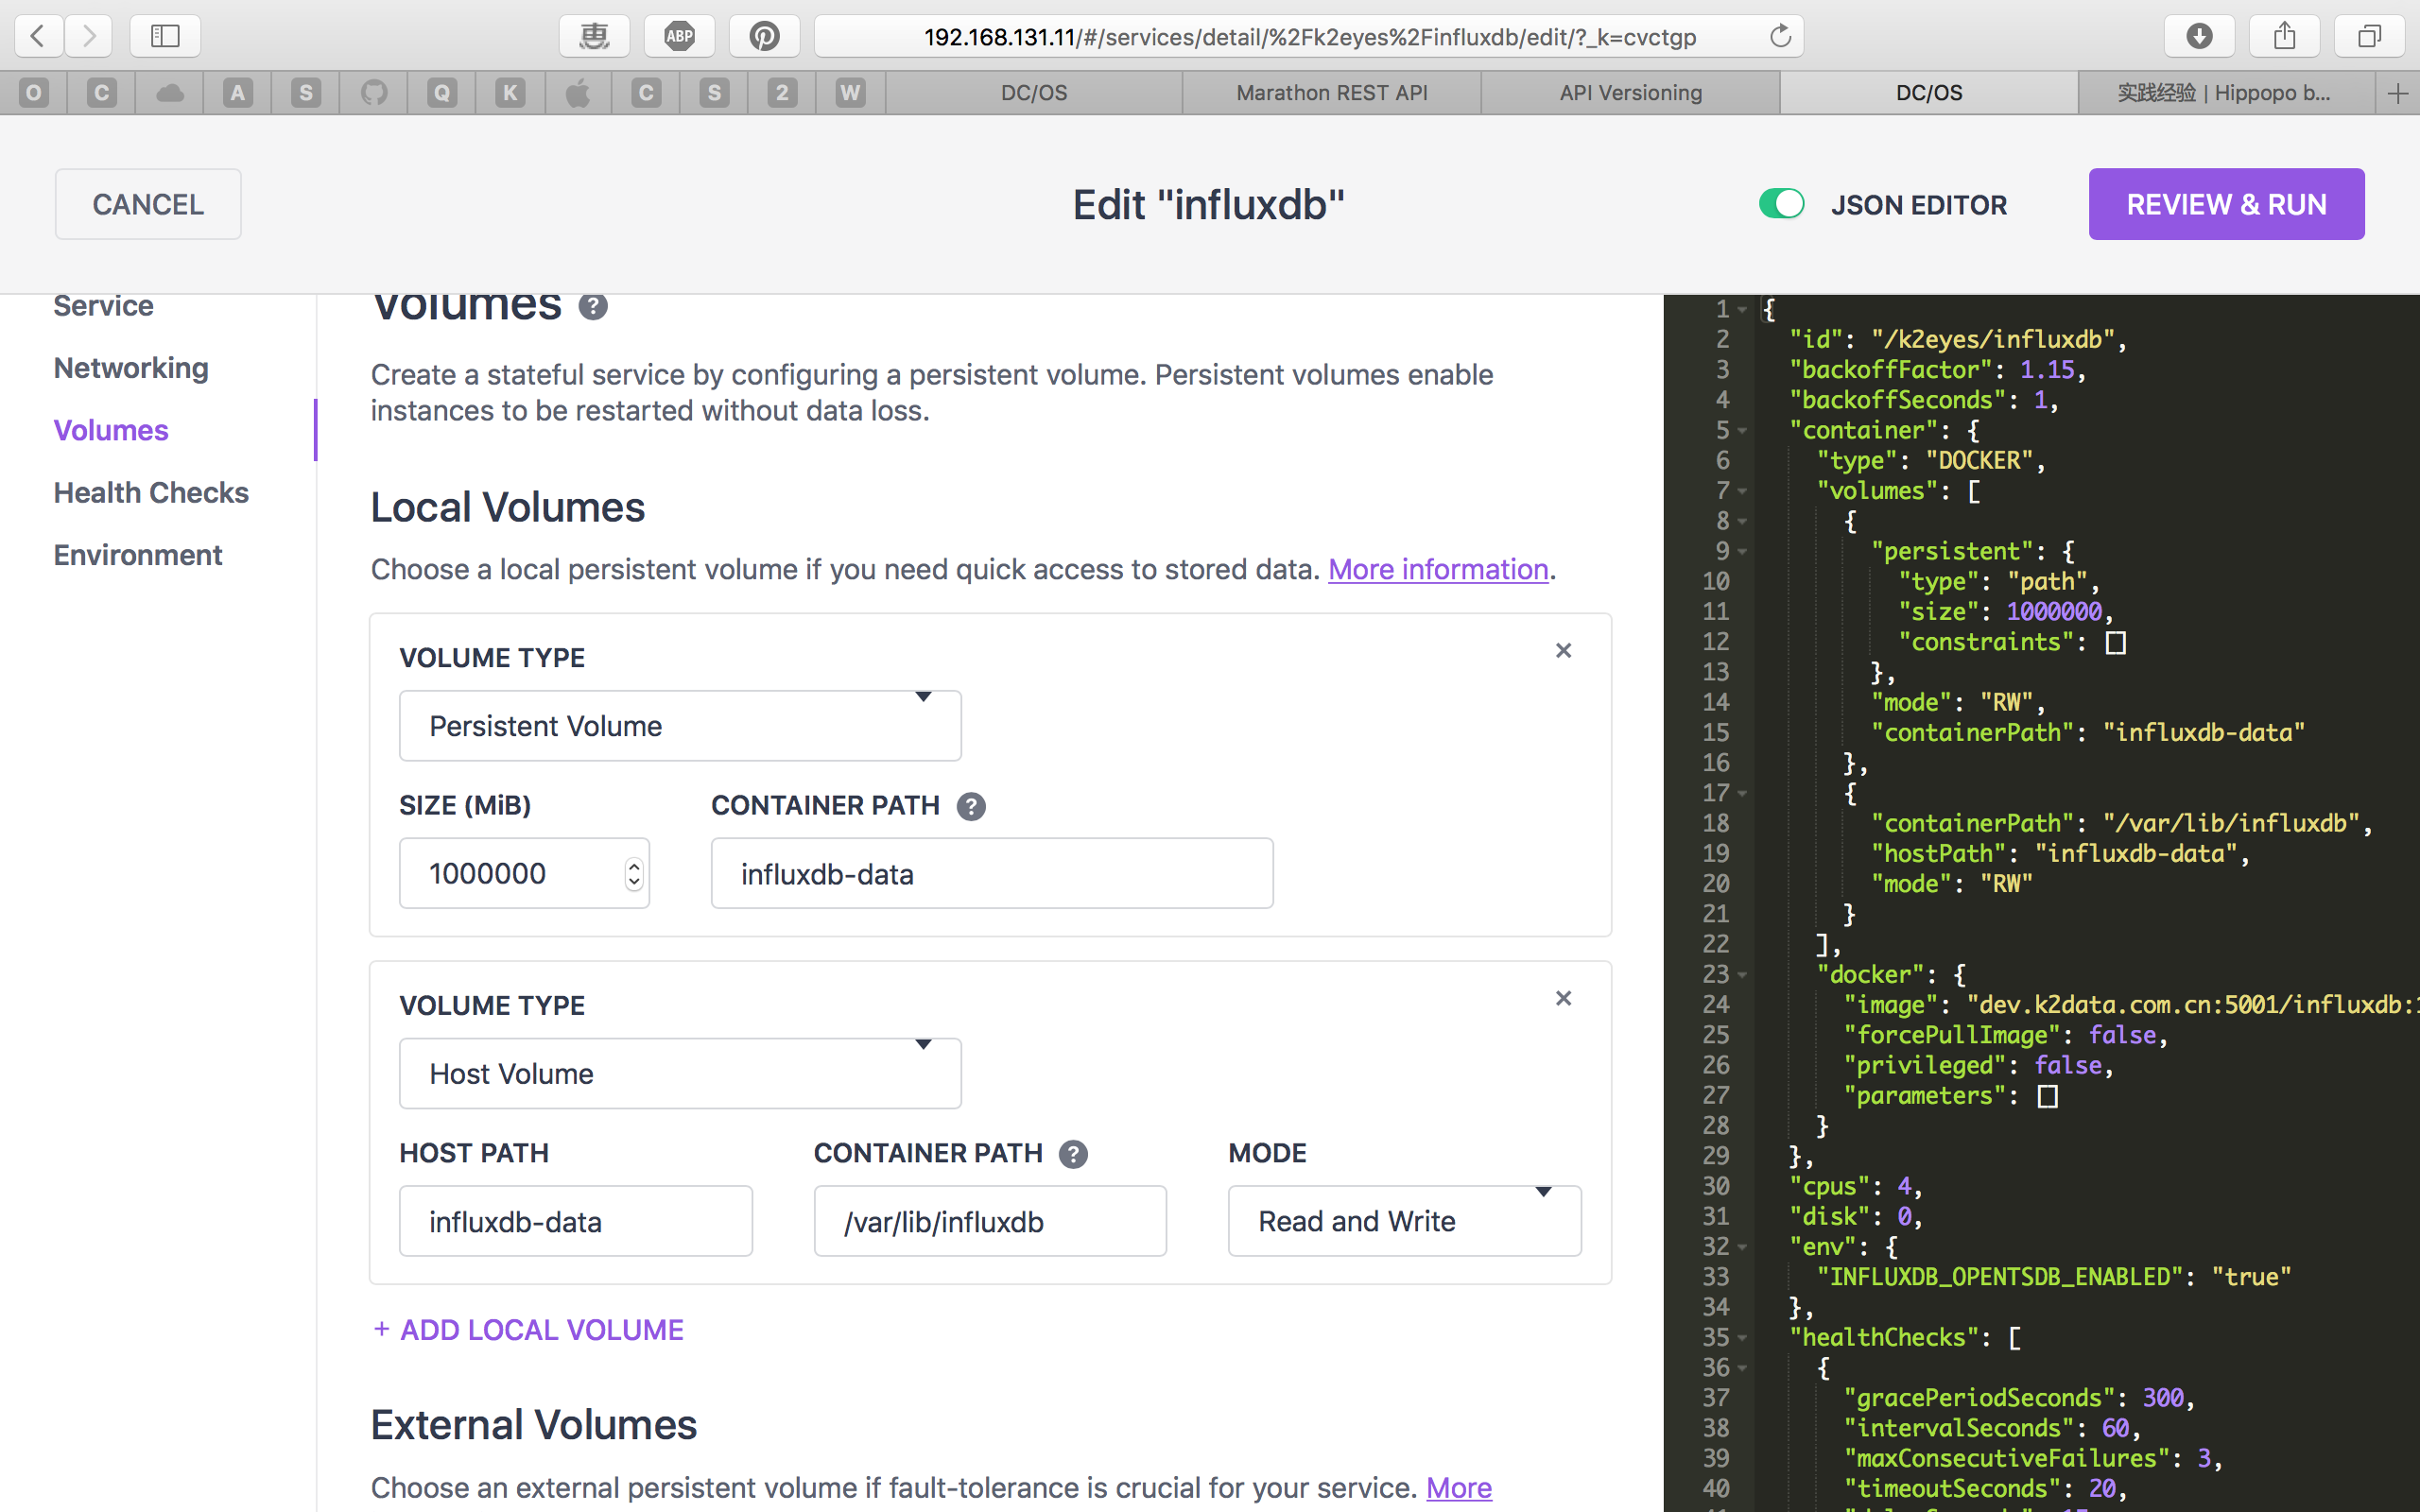 惠
ABP
192.168.131.11/#/services/detail/%2Fk2eyes%2Finfluxdb/edit/?_k=cvctgp
O C A S Q K C S 2 W DC/OS Marathon REST API API Versioning DC/OS 实践经验 | Hippopo b...
CANCEL
Edit "influxdb"
JSON EDITOR
REVIEW & RUN
Service
Networking
Volumes
Health Checks
Environment
Volumes ?
Create a stateful service by configuring a persistent volume. Persistent volumes enable
instances to be restarted without data loss.
Local Volumes
Choose a local persistent volume if you need quick access to stored data. More information.
VOLUME TYPE
Persistent Volume
SIZE (MiB) CONTAINER PATH ?
1000000 influxdb-data
VOLUME TYPE
Host Volume
HOST PATH CONTAINER PATH ? MODE
influxdb-data /var/lib/influxdb Read and Write
+ ADD LOCAL VOLUME
External Volumes
Choose an external persistent volume if fault-tolerance is crucial for your service. More
1 {
2 "id": "/k2eyes/influxdb",
3 "backoffFactor": 1.15,
4 "backoffSeconds": 1,
5 "container": {
6 "type": "DOCKER",
7 "volumes": [
8 {
9 "persistent": {
10 "type": "path",
11 "size": 1000000,
12 "constraints": []
13 },
14 "mode": "RW",
15 "containerPath": "influxdb-data"
16 },
17 {
18 "containerPath": "/var/lib/influxdb",
19 "hostPath": "influxdb-data",
20 "mode": "RW"
21 }
22 ],
23 "docker": {
24 "image": "dev.k2data.com.cn:5001/influxdb:
25 "forcePullImage": false,
26 "privileged": false,
27 "parameters": []
28 }
29 },
30 "cpus": 4,
31 "disk": 0,
32 "env": {
33 "INFLUXDB_OPENTSDB_ENABLED": "true"
34 },
35 "healthChecks": [
36 {
37 "gracePeriodSeconds": 300,
38 "intervalSeconds": 60,
39 "maxConsecutiveFailures": 3,
40 "timeoutSeconds": 20,